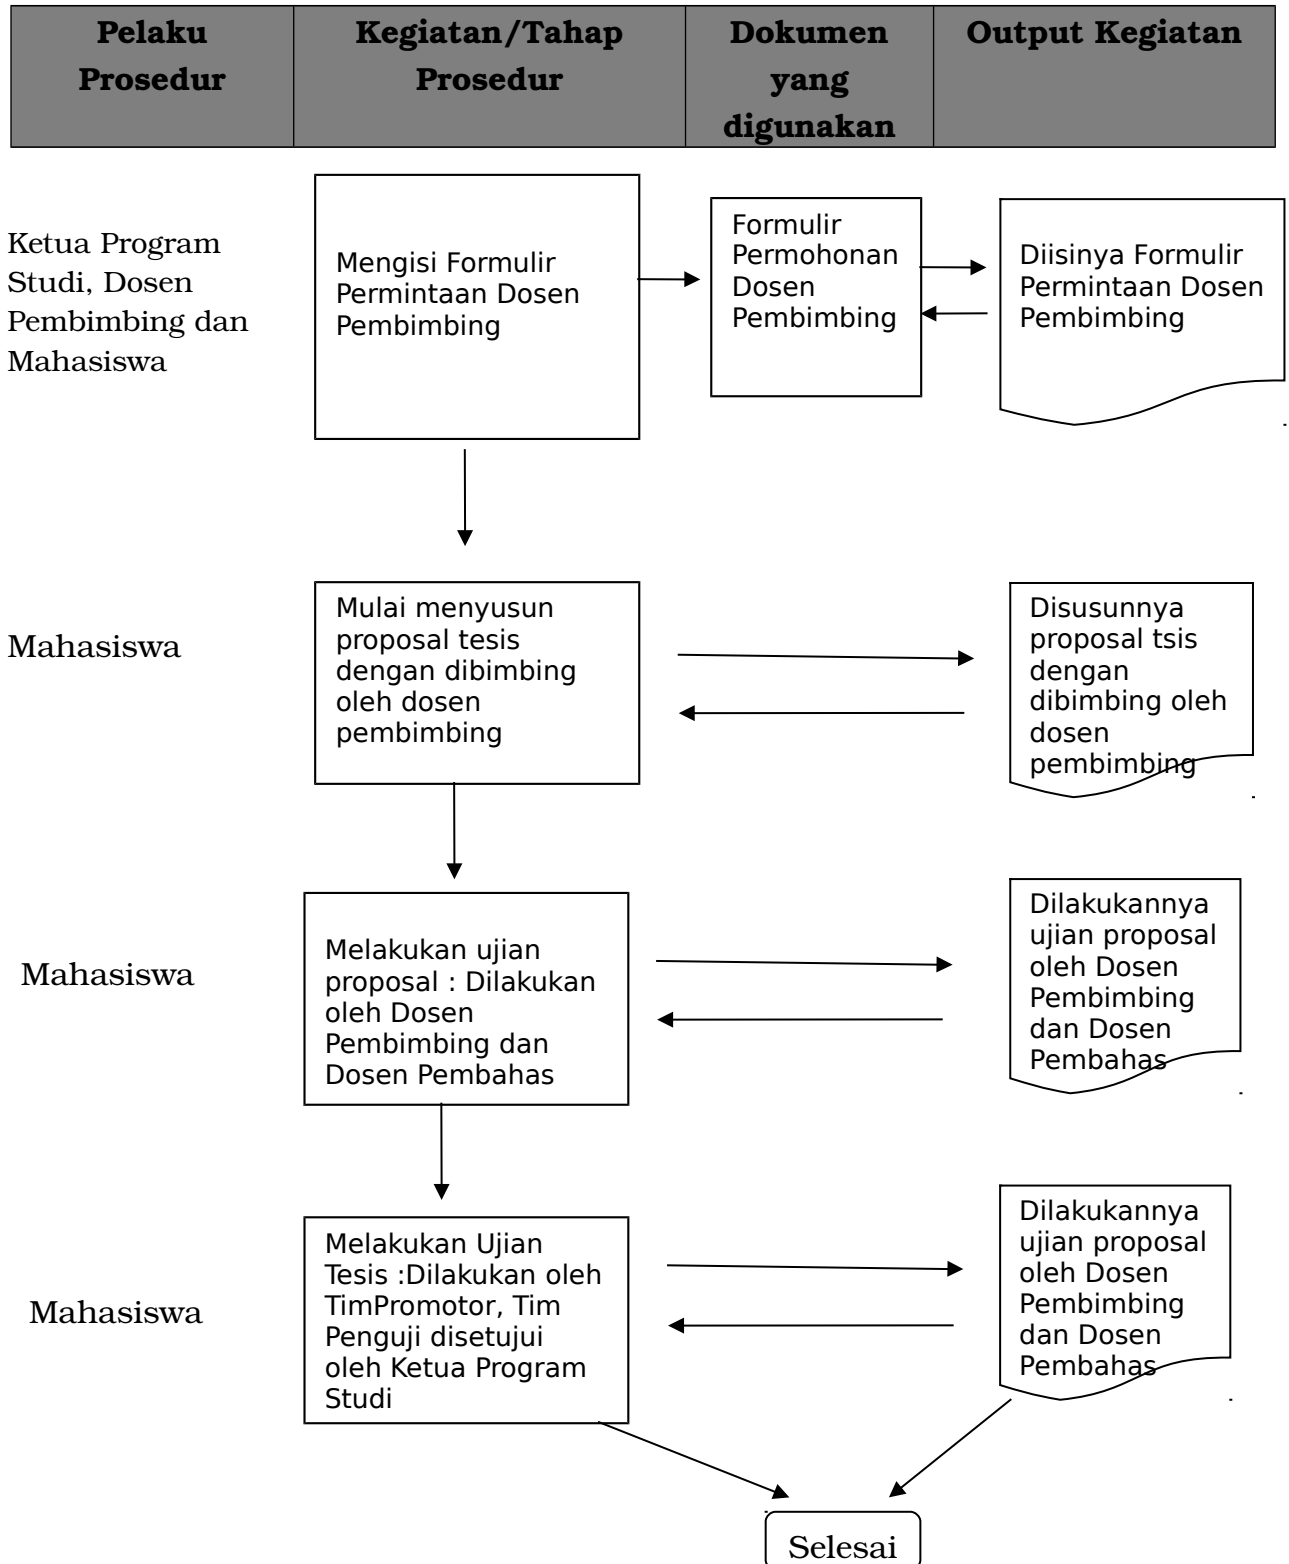 Pelaku
Prosedur
Kegiatan/Tahap
Prosedur
Dokumen
yang
digunakan
Output Kegiatan
Ketua Program
Studi, Dosen
Pembimbing dan
Mahasiswa
Mengisi Formulir
Permintaan Dosen
Pembimbing
Formulir
Permohonan
Dosen
Pembimbing
Diisinya Formulir
Permintaan Dosen
Pembimbing
Mahasiswa
Mulai menyusun
proposal tesis
dengan dibimbing
oleh dosen
pembimbing
Disusunnya
proposal tsis
dengan
dibimbing oleh
dosen
pembimbing
Mahasiswa
Melakukan ujian
proposal : Dilakukan
oleh Dosen
Pembimbing dan
Dosen Pembahas
Dilakukannya
ujian proposal
oleh Dosen
Pembimbing
dan Dosen
Pembahas
Mahasiswa
Melakukan Ujian
Tesis :Dilakukan oleh
TimPromotor, Tim
Penguji disetujui
oleh Ketua Program
Studi
Dilakukannya
ujian proposal
oleh Dosen
Pembimbing
dan Dosen
Pembahas
Selesai